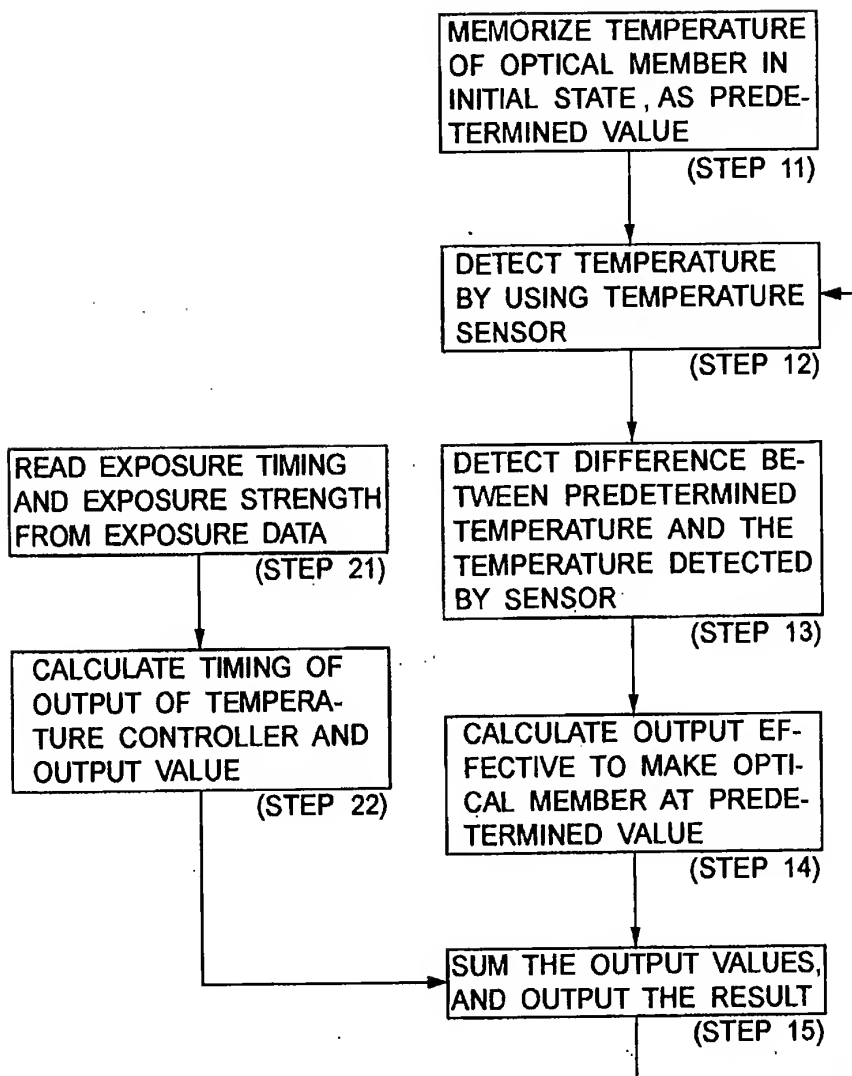 MEMORIZE TEMPERATURE
OF OPTICAL MEMBER IN
INITIAL STATE, AS PREDE-
TERMINED VALUE
(STEP 11)
DETECT TEMPERATURE
BY USING TEMPERATURE
SENSOR
(STEP 12)
READ EXPOSURE TIMING
AND EXPOSURE STRENGTH
FROM EXPOSURE DATA
(STEP 21)
DETECT DIFFERENCE BE-
TWEEN PREDETERMINED
TEMPERATURE AND THE
TEMPERATURE DETECTED
BY SENSOR
(STEP 13)
CALCULATE TIMING OF
OUTPUT OF TEMPERA-
TURE CONTROLLER AND
OUTPUT VALUE
(STEP 22)
CALCULATE OUTPUT EF-
FECTIVE TO MAKE OPTI-
CAL MEMBER AT PREDE-
TERMINED VALUE
(STEP 14)
SUM THE OUTPUT VALUES,
AND OUTPUT THE RESULT
(STEP 15)